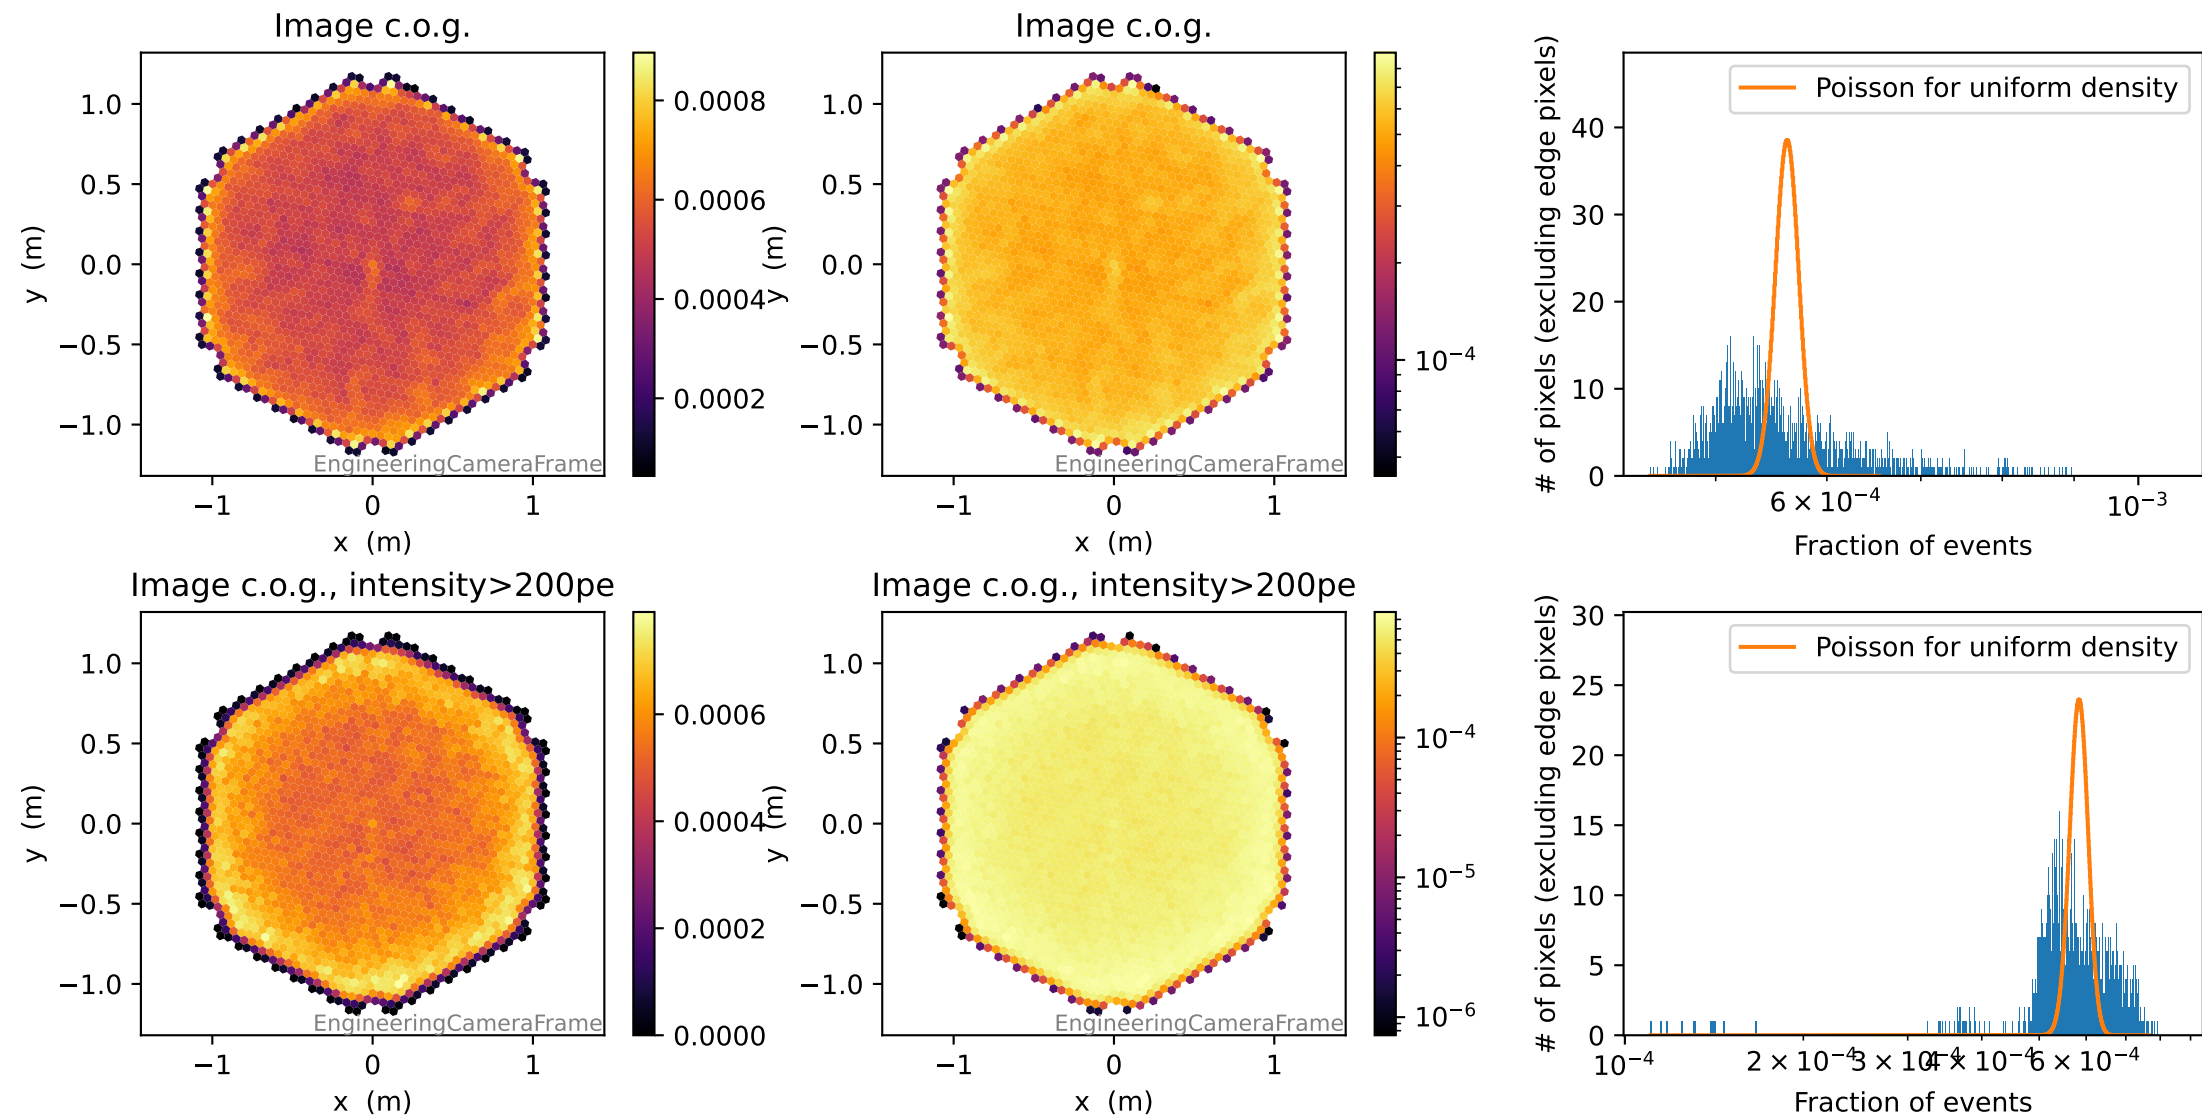 Image c.o.g.
1.0
0.5
0.0
−0.5
−1.0
y (m)
−1
0
1
x (m)
EngineeringCameraFrame
0.0008
0.0006
0.0004
0.0002
Image c.o.g.
1.0
0.5
0.0
−0.5
−1.0
y (m)
−1
0
1
x (m)
EngineeringCameraFrame
10⁻⁴
# of pixels (excluding edge pixels)
40
30
20
10
0
Poisson for uniform density
6 × 10⁻⁴
10⁻³
Fraction of events
Image c.o.g., intensity>200pe
1.0
0.5
0.0
−0.5
−1.0
y (m)
−1
0
1
x (m)
EngineeringCameraFrame
0.0006
0.0004
0.0002
0.0000
Image c.o.g., intensity>200pe
1.0
0.5
0.0
−0.5
−1.0
y (m)
−1
0
1
x (m)
EngineeringCameraFrame
10⁻⁴
10⁻⁵
10⁻⁶
# of pixels (excluding edge pixels)
30
25
20
15
10
5
0
Poisson for uniform density
10⁻⁴
2 × 10⁻⁴
3 × 10⁻⁴
4 × 10⁻⁴
6 × 10⁻⁴
Fraction of events